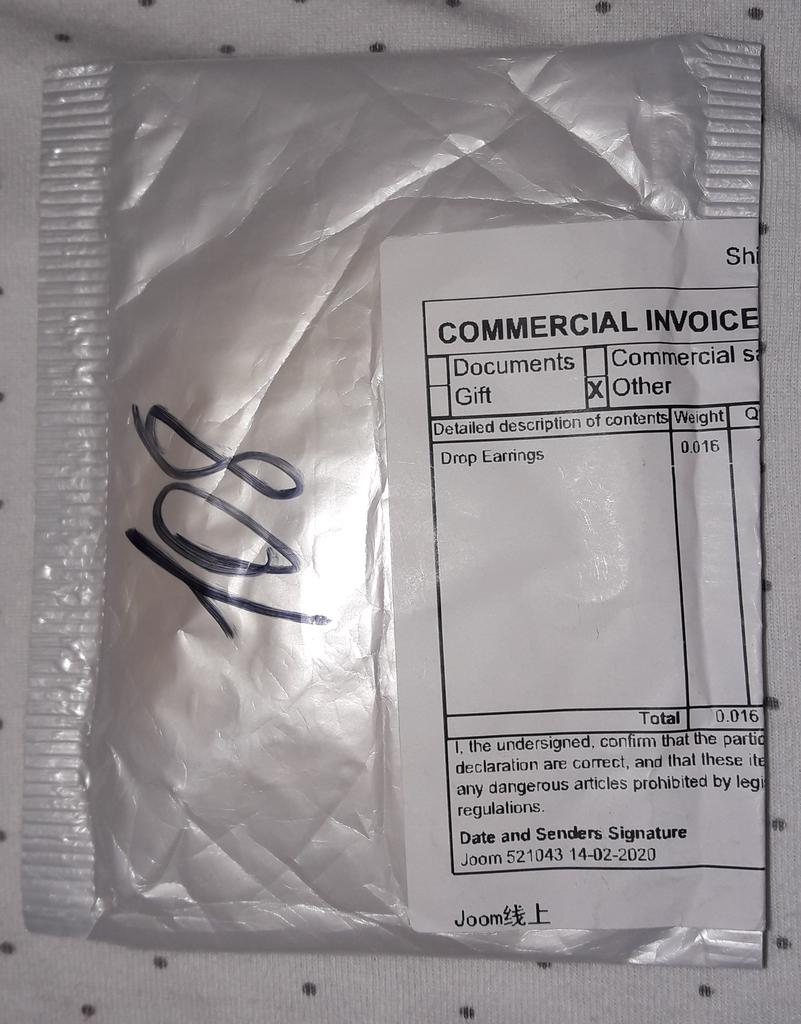 108
Shi
COMMERCIAL INVOICE
Documents Commercial sa
Gift X Other
Detailed description of contents Weight Q
Drop Earrings 0.016
Total 0.016
I, the undersigned, confirm that the partic
declaration are correct, and that these ite
any dangerous articles prohibited by legi
regulations.
Date and Senders Signature
Joom 521043 14-02-2020
Joom线上